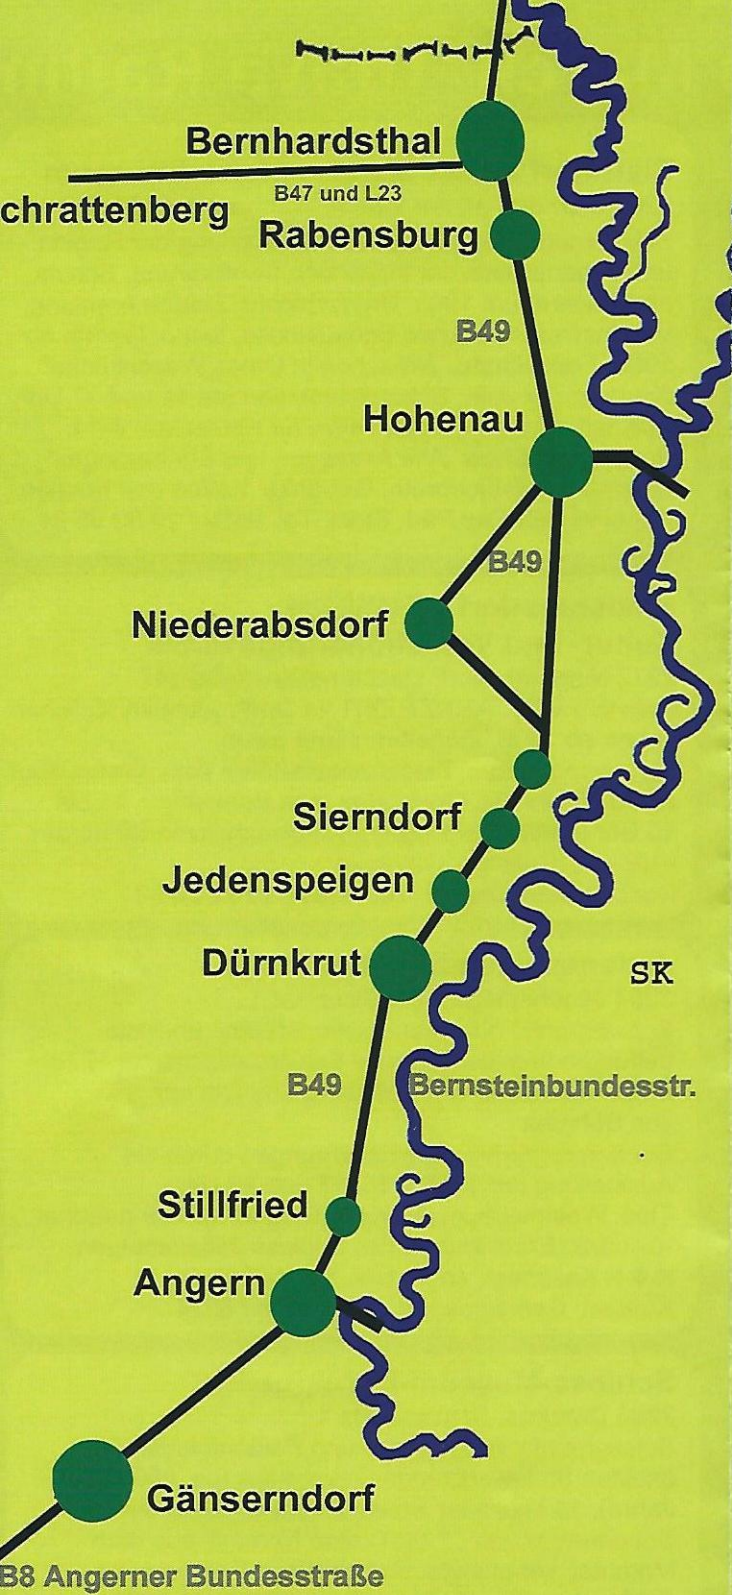 Bernhardsthal
B47 und L23
chrattenberg
Rabensburg
B49
Hohenau
B49
Niederabsdorf
Sierndorf
Jedenspeigen
Dürnkrut
SK
B49
Bernsteinbundesstr.
Stillfried
Angern
Gänserndorf
B8 Angerner Bundesstraße